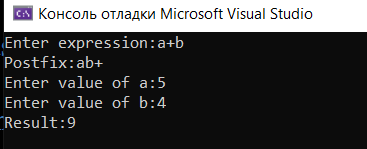 Консоль отладки Microsoft Visual Studio
Enter expression:a+b
Postfix:ab+
Enter value of a:5
Enter value of b:4
Result:9